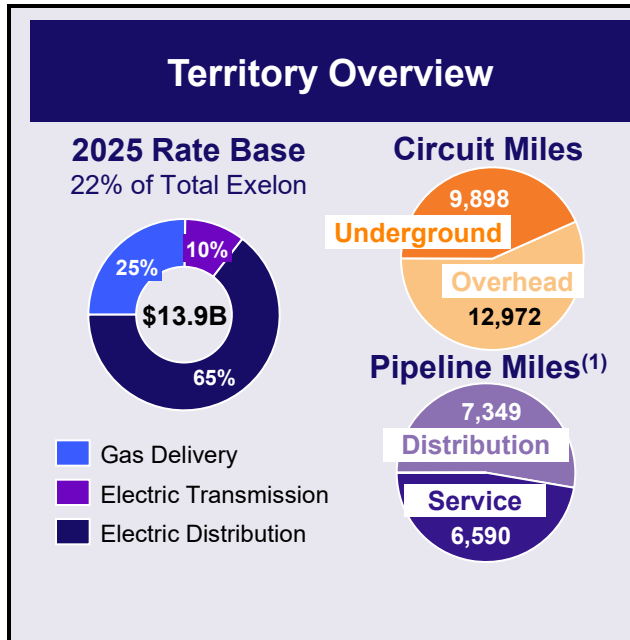 Territory Overview
2025 Rate Base
22% of Total Exelon
25%
10%
$13.9B
65%
Gas Delivery
Electric Transmission
Electric Distribution
Circuit Miles
9,898
Underground
Overhead
12,972
Pipeline Miles(1)
7,349
Distribution
Service
6,590